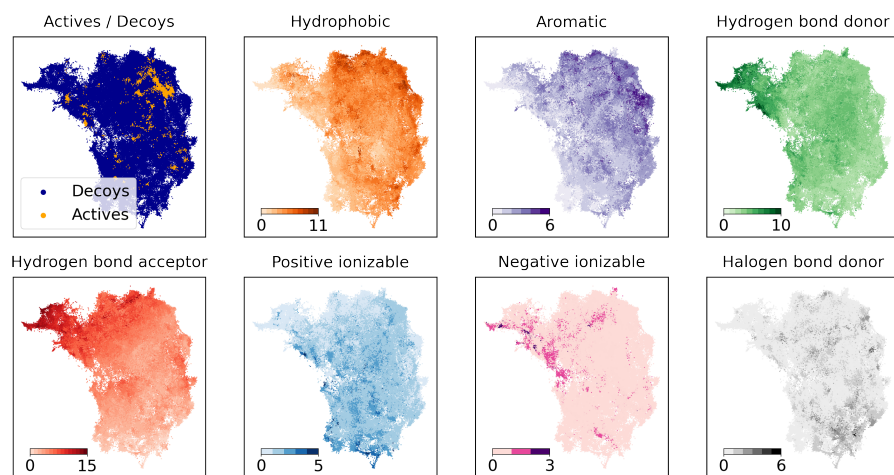 Actives / Decoys
Hydrophobic
Aromatic
Hydrogen bond donor
Decoys
Actives
0 11
0 6
0 10
Hydrogen bond acceptor
Positive ionizable
Negative ionizable
Halogen bond donor
0 15
0 5
0 3
0 6